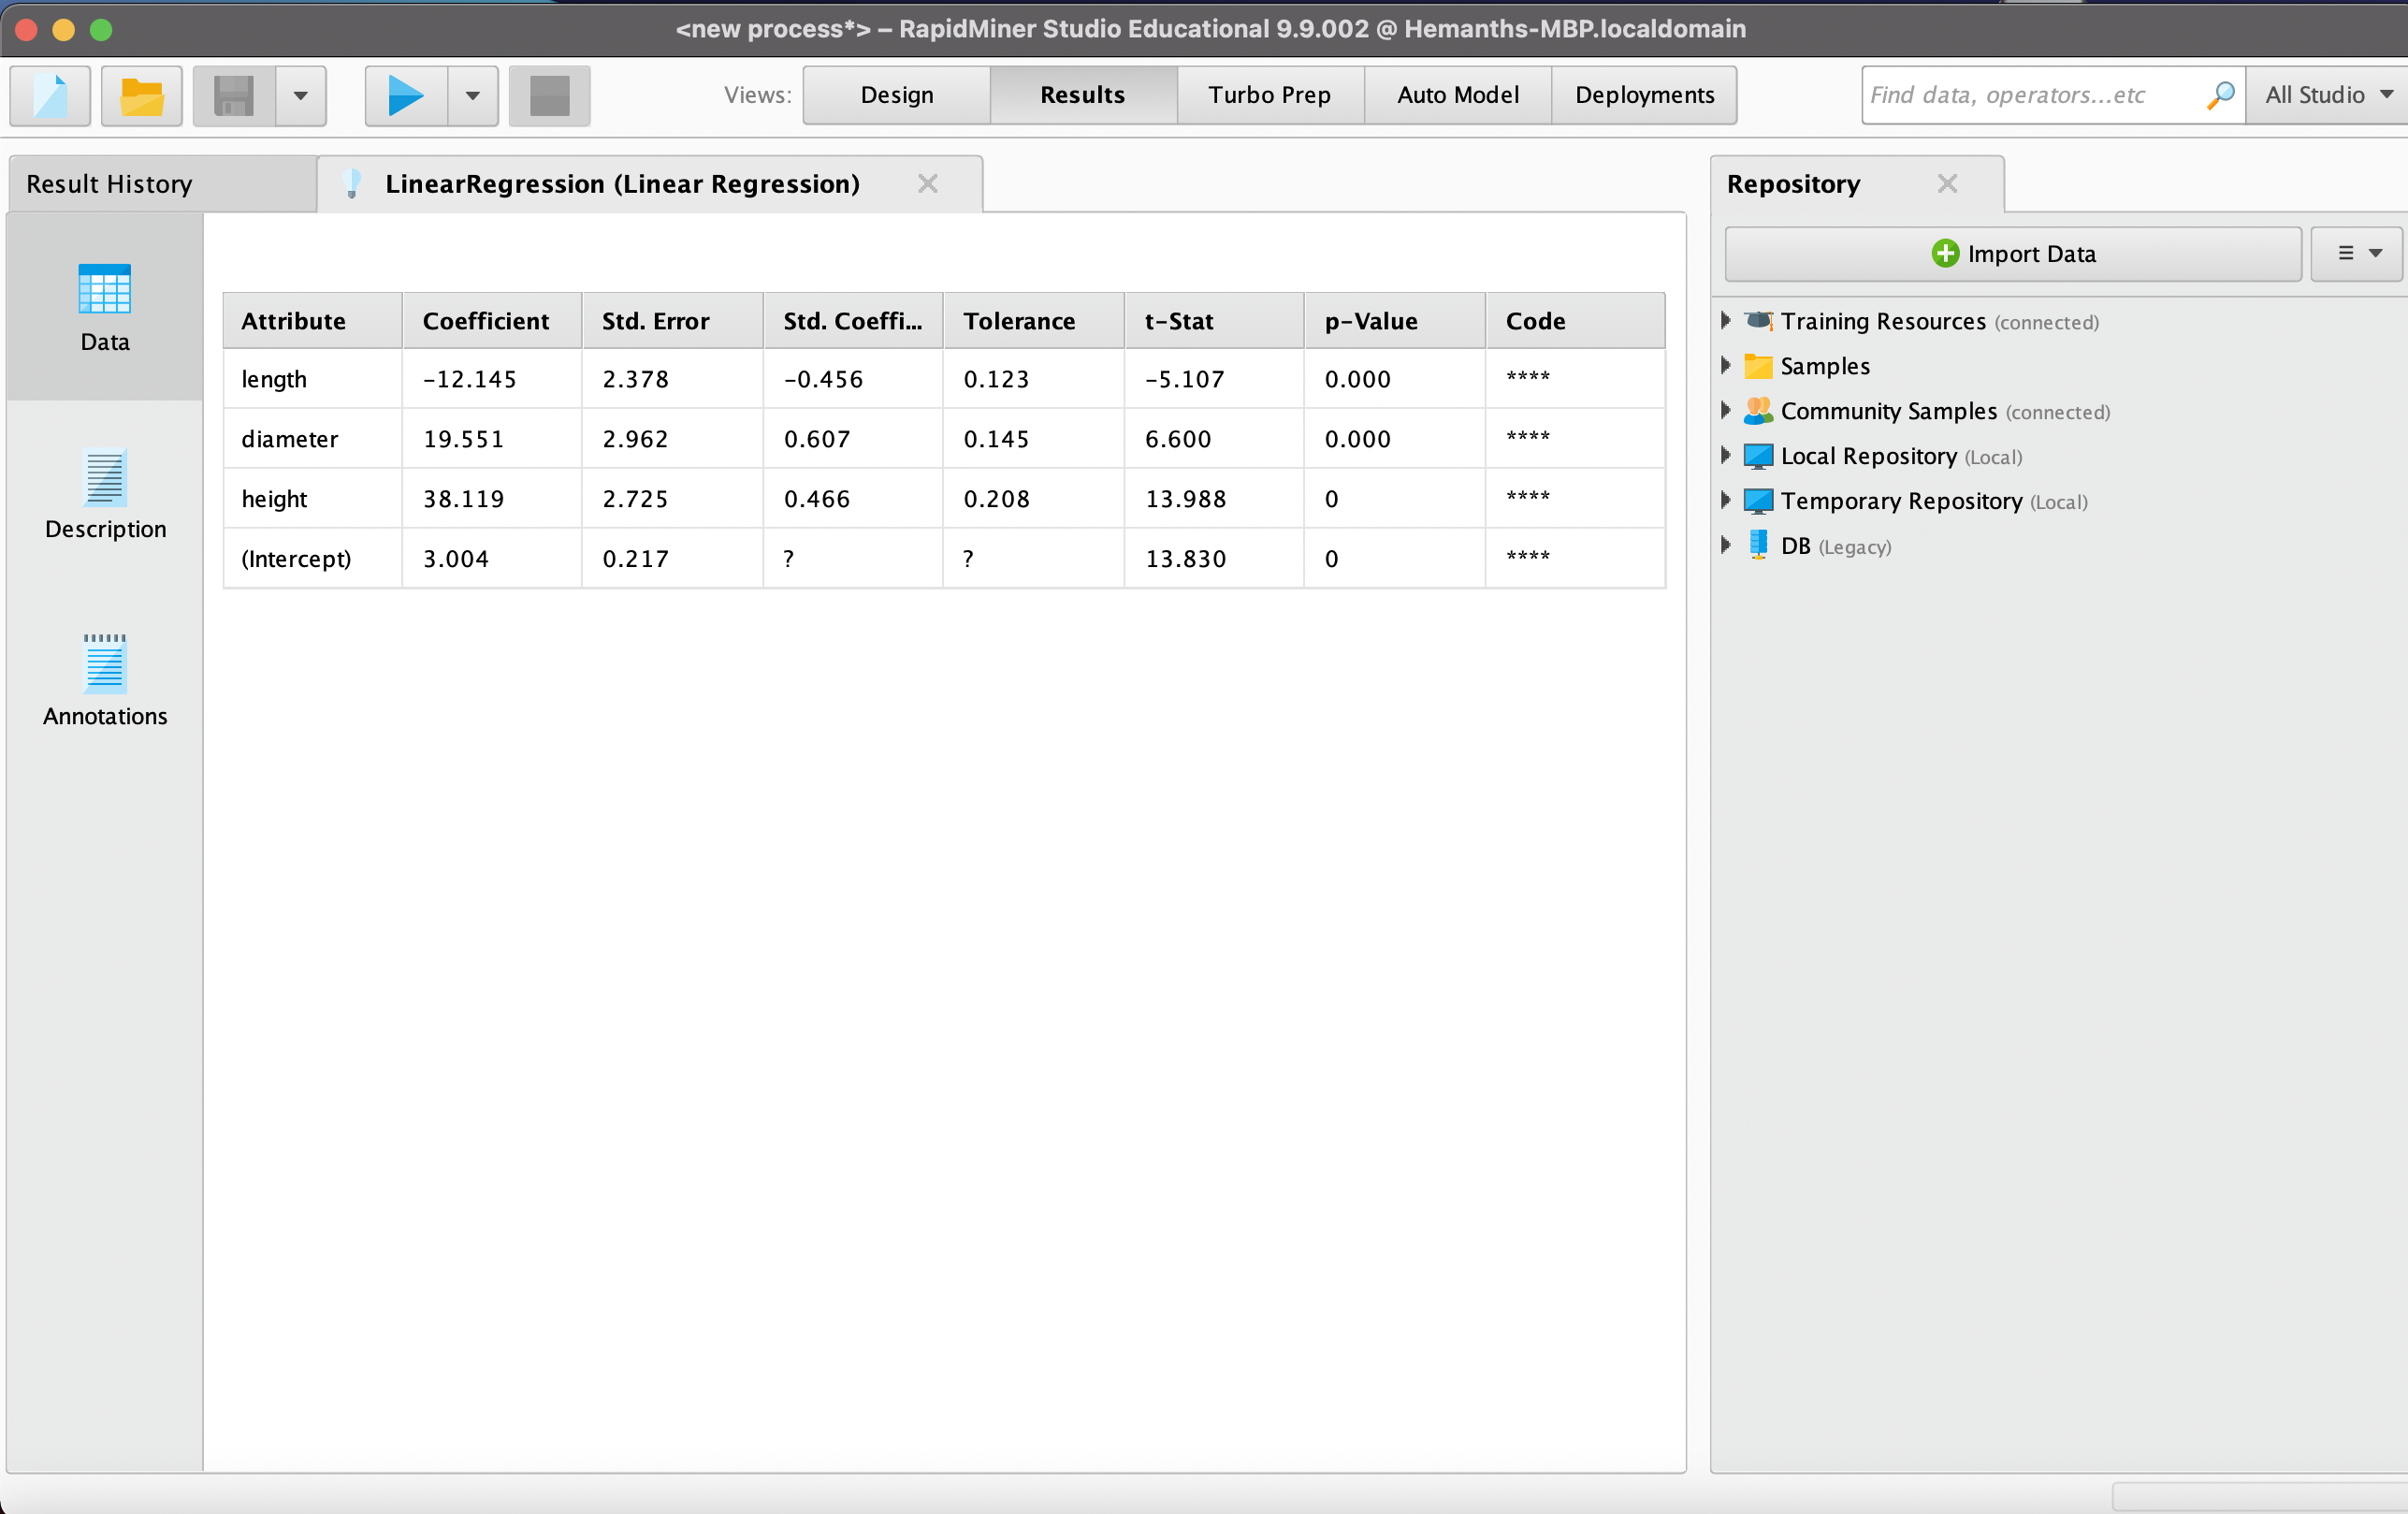 <new process*> – RapidMiner Studio Educational 9.9.002 @ Hemanths-MBP.localdomain
Views: Design Results Turbo Prep Auto Model Deployments Find data, operators...etc All Studio
Result History LinearRegression (Linear Regression) Repository
Import Data
Data
Description
Annotations
Attribute Coefficient Std. Error Std. Coeffi... Tolerance t-Stat p-Value Code
length -12.145 2.378 -0.456 0.123 -5.107 0.000 ****
diameter 19.551 2.962 0.607 0.145 6.600 0.000 ****
height 38.119 2.725 0.466 0.208 13.988 0 ****
(Intercept) 3.004 0.217 ? ? 13.830 0 ****
Training Resources (connected)
Samples
Community Samples (connected)
Local Repository (Local)
Temporary Repository (Local)
DB (Legacy)